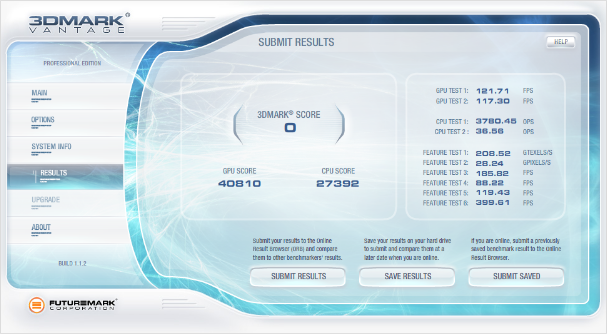 3DMARK®
VANTAGE
SUBMIT RESULTS
HELP
PROFESSIONAL EDITION
MAIN
OPTIONS
SYSTEM INFO
RESULTS
UPGRADE
ABOUT
BUILD 1.1.2
3DMARK® SCORE
0
GPU SCORE CPU SCORE
40810 27392
GPU TEST 1: 121.71 FPS
GPU TEST 2: 117.30 FPS
CPU TEST 1: 3780.45 OPS
CPU TEST 2: 36.56 OPS
FEATURE TEST 1: 208.52 GTEXELS/S
FEATURE TEST 2: 28.24 GPIXELS/S
FEATURE TEST 3: 185.82 FPS
FEATURE TEST 4: 88.22 FPS
FEATURE TEST 5: 119.43 FPS
FEATURE TEST 6: 399.61 FPS
Submit your results to the Online
Result Browser (ORB) and compare
them to other benchmarkers' results.
SUBMIT RESULTS
Save your results on your hard drive
to submit and compare them at a
later date when you are online.
SAVE RESULTS
If you are online, submit a previously
saved benchmark result to the Online
Result Browser.
SUBMIT SAVED
FUTUREMARK®
CORPORATION